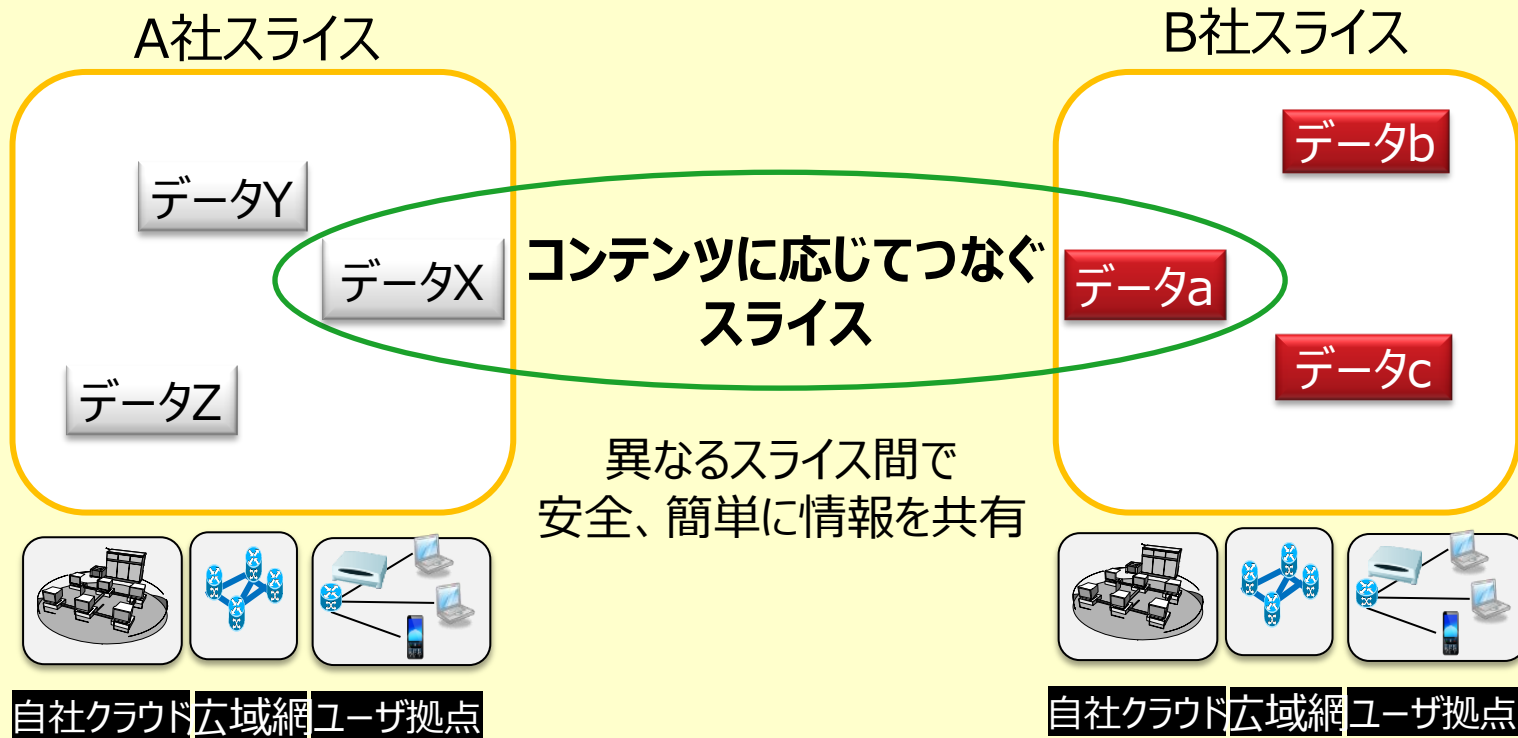 A社スライス
B社スライス
データb
データY
コンテンツに応じてつなぐ
スライス
データX
データa
データc
データZ
異なるスライス間で
安全、簡単に情報を共有
自社クラウド
広域網
ユーザ拠点
自社クラウド
広域網
ユーザ拠点